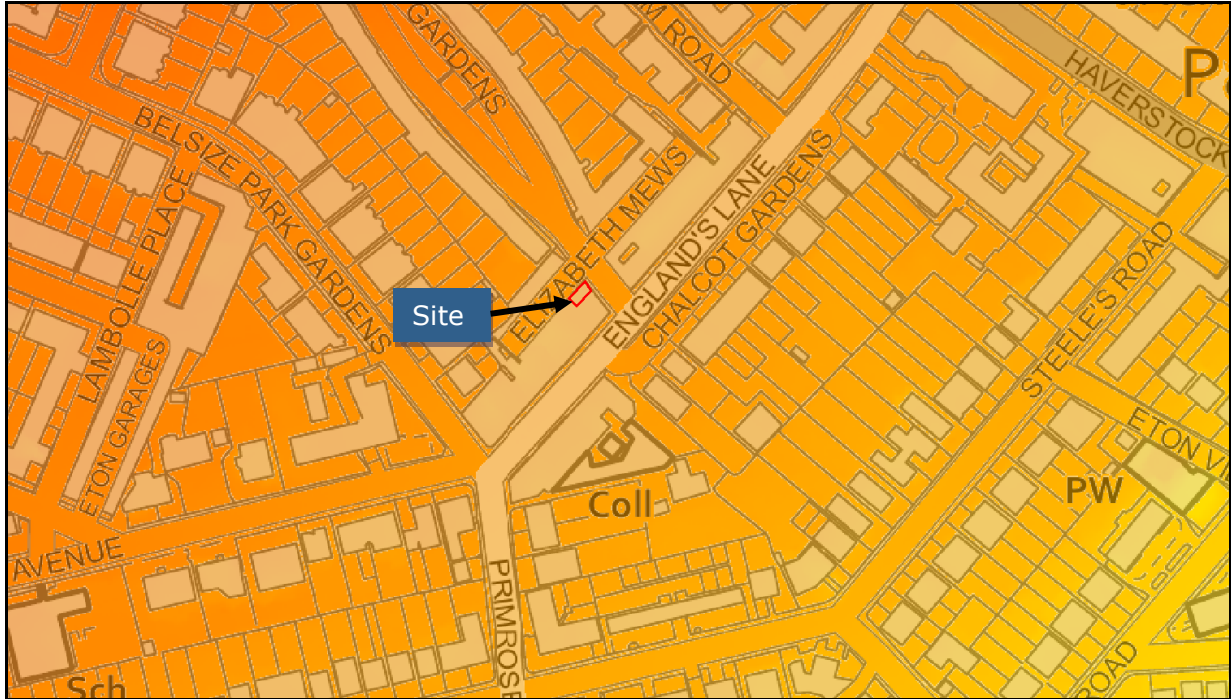 GARDENS
M ROAD
HAVERSTOCK
BELSIZE PARK GARDENS
LAMBOLLE PLACE
ELIZABETH MEWS
ENGLAND'S LANE
CHALCOT GARDENS
Site
STEELE'S ROAD
ETON GARAGES
ETON VI
PW
Coll
AVENUE
PRIMROSE
ROAD
Sch